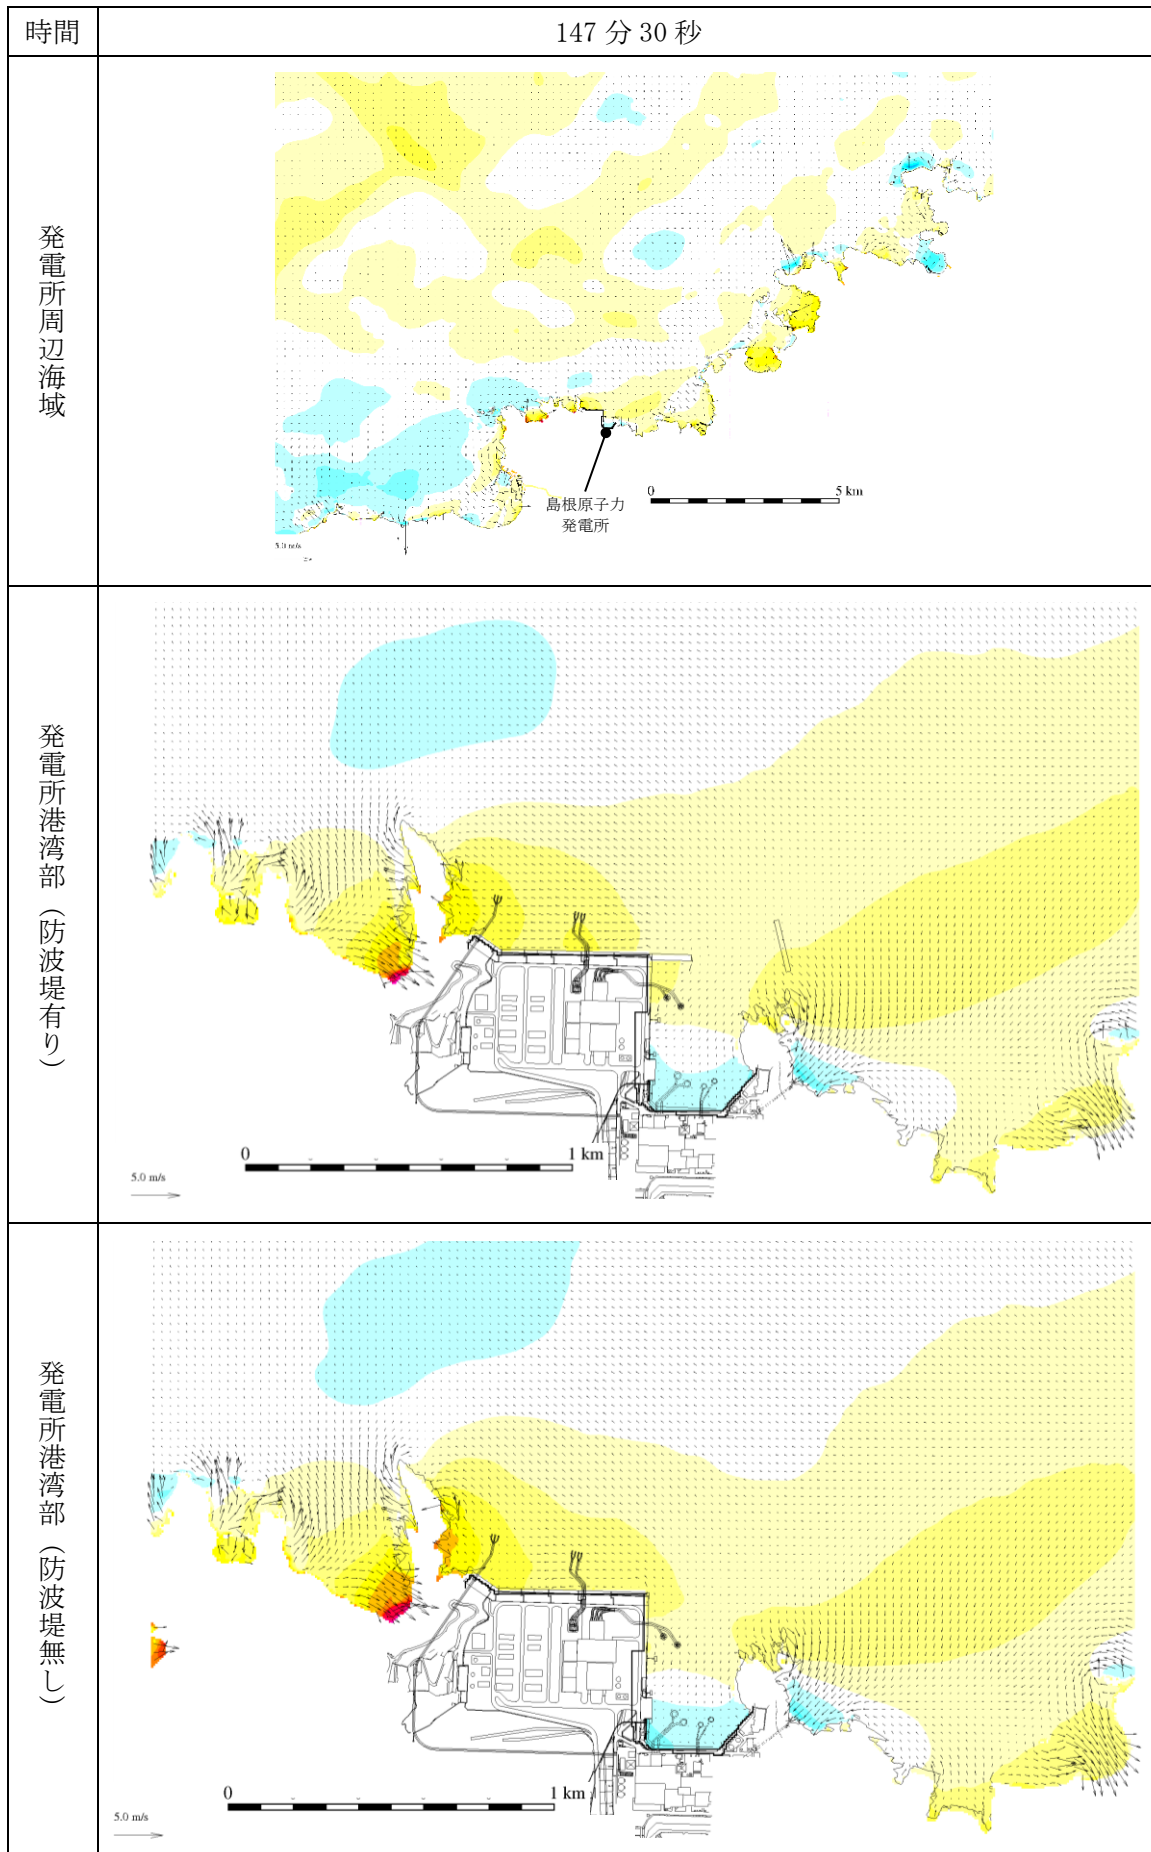 時間
147 分 30 秒
発電所周辺海域
島根原子力
発電所
0
5 km
5.0 m/s
発電所港湾部（防波堤有り）
0
1 km
5.0 m/s
発電所港湾部（防波堤無し）
0
1 km
5.0 m/s